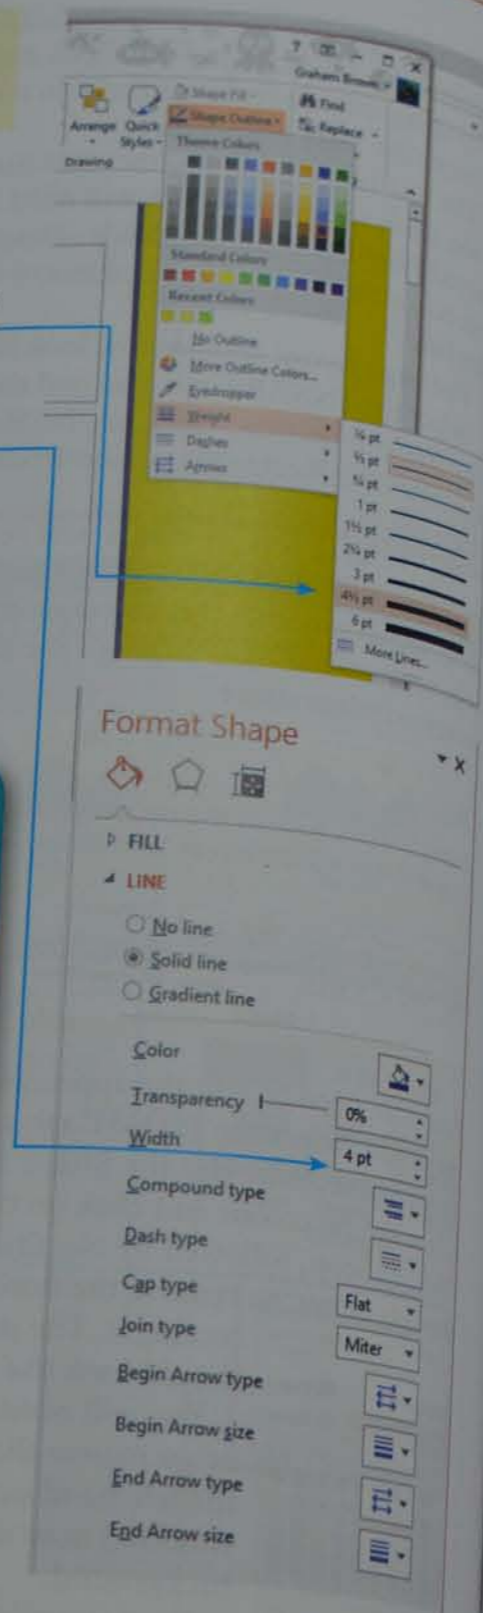 ?
Graham Brown
Shape Fill
Find
Arrange Quick Styles
Shape Outline
Replace
Drawing
Theme Colors
Standard Colors
Recent Colors
No Outline
More Outline Colors...
Eyedropper
Weight
Dashes
Arrows
¼ pt
½ pt
¾ pt
1 pt
1½ pt
2¼ pt
3 pt
4½ pt
6 pt
More Lines...
Format Shape
FILL
LINE
No line
Solid line
Gradient line
Color
Transparency 0%
Width 4 pt
Compound type
Dash type
Cap type Flat
Join type Miter
Begin Arrow type
Begin Arrow size
End Arrow type
End Arrow size